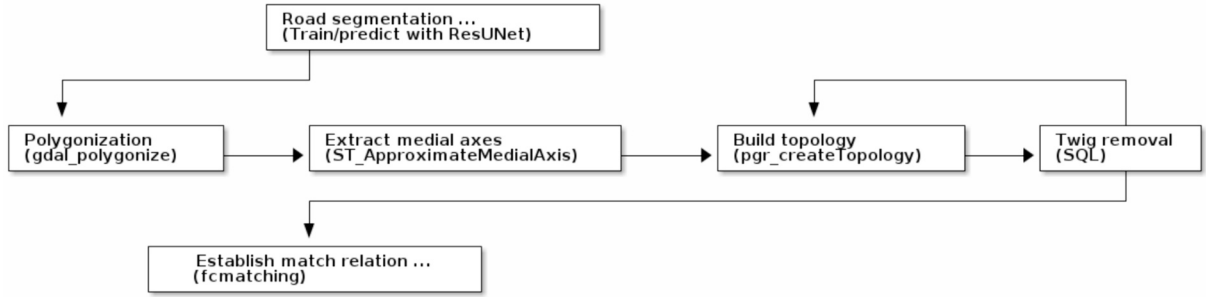 Road segmentation ...
(Train/predict with ResUNet)
Polygonization
(gdal_polygonize)
Extract medial axes
(ST_ApproximateMedialAxis)
Build topology
(pgr_createTopology)
Twig removal
(SQL)
Establish match relation ...
(fcmatching)